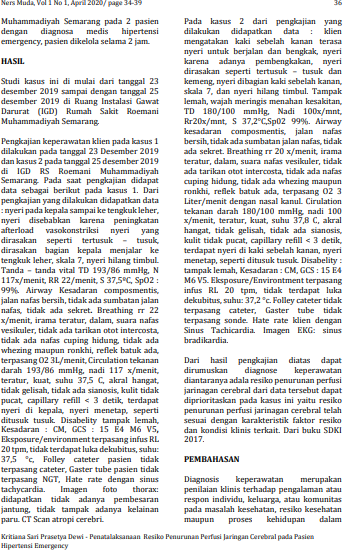 Ners Muda, Vol 1 No 1, April 2020/ page 34-39
36
Muhammadiyah Semarang pada 2 pasien
dengan diagnosa medis hipertensi
emergency, pasien dikelola selama 2 jam.
HASIL
Studi kasus ini di mulai dari tanggal 23
desember 2019 sampai dengan tanggal 25
desember 2019 di Ruang Instalasi Gawat
Darurat (IGD) Rumah Sakit Roemani
Muhammadiyah Semarang.
Pengkajian keperawatan klien pada kasus 1
dilakukan pada tanggal 23 Desember 2019
dan kasus 2 pada tanggal 25 desember 2019
di IGD RS Roemani Muhammadiyah
Semarang. Pada saat pengkajian didapat
data sebagai berikut pada kasus 1. Dari
pengkajian yang dilakukan didapatkan data
: nyeri pada kepala sampai ke tengkuk leher,
nyeri disebabkan karena peningkatan
afterload vasokonstriksi nyeri yang
dirasakan seperti tertusuk – tusuk,
dirasakan bagian kepala menjalar ke
tengkuk leher, skala 7, nyeri hilang timbul.
Tanda – tanda vital TD 193/86 mmHg, N
117x/menit, RR 22/menit, S 37,5°C, SpO2 :
99%. Airway Kesadaran composmentis,
jalan nafas bersih, tidak ada sumbatan jalan
nafas, tidak ada sekret. Breathing rr 22
x/menit, irama teratur, dalam, suara nafas
vesikuler, tidak ada tarikan otot intercosta,
tidak ada nafas cuping hidung, tidak ada
whezing maupun ronkhi, reflek batuk ada,
terpasang O2 3L/menit, Circulation tekanan
darah 193/86 mmHg, nadi 117 x/menit,
teratur, kuat, suhu 37,5 C, akral hangat,
tidak gelisah, tidak ada sianosis, kulit tidak
pucat, capillary refill < 3 detik, terdapat
nyeri di kepala, nyeri menetap, seperti
ditusuk tusuk. Disabelity tampak lemah,
Kesadaran : CM, GCS : 15 E4 M6 V5,
Eksposure/environment terpasang infus RL
20 tpm, tidak terdapat luka dekubitus, suhu:
37,5 °c, Folley cateter pasien tidak
terpasang cateter, Gaster tube pasien tidak
terpasang NGT, Hate rate dengan sinus
tachycardia. Imagen foto thorax:
didapatkan tidak adanya pembesaran
jantung, tidak tampak adanya kelainan
paru. CT Scan atropi cerebri.
Pada kasus 2 dari pengkajian yang
dilakukan didapatkan data : klien
mengatakan kaki sebelah kanan terasa
nyeri untuk berjalan dan bengkak, nyeri
karena adanya pembengkakan, nyeri
dirasakan seperti tertusuk – tusuk dan
kemeng, nyeri dibagian kaki sebelah kanan,
skala 7, dan nyeri hilang timbul. Tampak
lemah, wajah meringis menahan kesakitan,
TD 180/100 mmHg, Nadi 100x/mnt,
Rr20x/mnt, S 37,2°C,Sp02 99%. Airway
kesadaran composmentis, jalan nafas
bersih, tidak ada sumbatan jalan nafas, tidak
ada sekret. Breathing rr 20 x/menit, irama
teratur, dalam, suara nafas vesikuler, tidak
ada tarikan otot intercosta, tidak ada nafas
cuping hidung, tidak ada whezing maupun
ronkhi, reflek batuk ada, terpasang O2 3
Liter/menit dengan nasal kanul. Cirulation
tekanan darah 180/100 mmHg, nadi 100
x/menit, teratur, kuat, suhu 37,8 C, akral
hangat, tidak gelisah, tidak ada sianosis,
kulit tidak pucat, capillary refill < 3 detik,
terdapat nyeri di kaki sebelah kanan, nyeri
menetap, seperti ditusuk tusuk. Disability :
tampak lemah, Kesadaran : CM, GCS : 15 E4
M6 V5. Eksposure/Environment terpasang
infus RL 20 tpm, tidak terdapat luka
dekubitus, suhu: 37,2 °c. Folley cateter tidak
terpasang cateter, Gaster tube tidak
terpasang sonde. Hate rate klien dengan
Sinus Tachicardia. Imagen EKG: sinus
bradikardia.
Dari hasil pengkajian diatas dapat
dirumuskan diagnose keperawatan
diantaranya adala resiko penurunan perfusi
jarinagan cerebral dari data tersebut dapat
diprioritaskan pada kasus ini yaitu resiko
penurunan perfusi jarinagan cerebral telah
sesuai dengan karakteristik faktor resiko
dan kondisi klinis terkait. Dari buku SDKI
2017.
PEMBAHASAN
Diagnosis keperawatan merupakan
penilaian klinis terhadap pengalaman atau
respon individu, keluarga, atau komunitas
pada masalah kesehatan, resiko kesehatan
maupun proses kehidupan dalam
Kritiana Sari Prasetya Dewi - Penatalaksanaan Resiko Penurunan Perfusi Jaringan Cerebral pada Pasien
Hipertensi Emergency